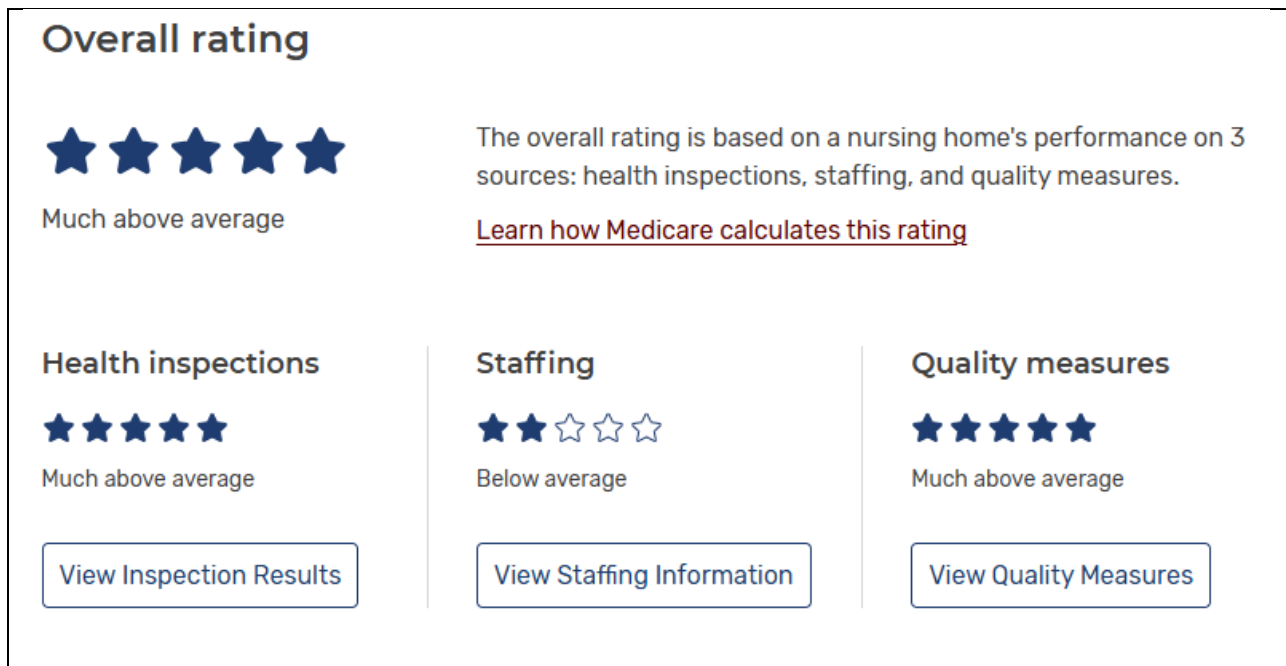 Overall rating
Much above average
The overall rating is based on a nursing home's performance on 3
sources: health inspections, staffing, and quality measures.
Learn how Medicare calculates this rating
Health inspections
Much above average
View Inspection Results
Staffing
Below average
View Staffing Information
Quality measures
Much above average
View Quality Measures